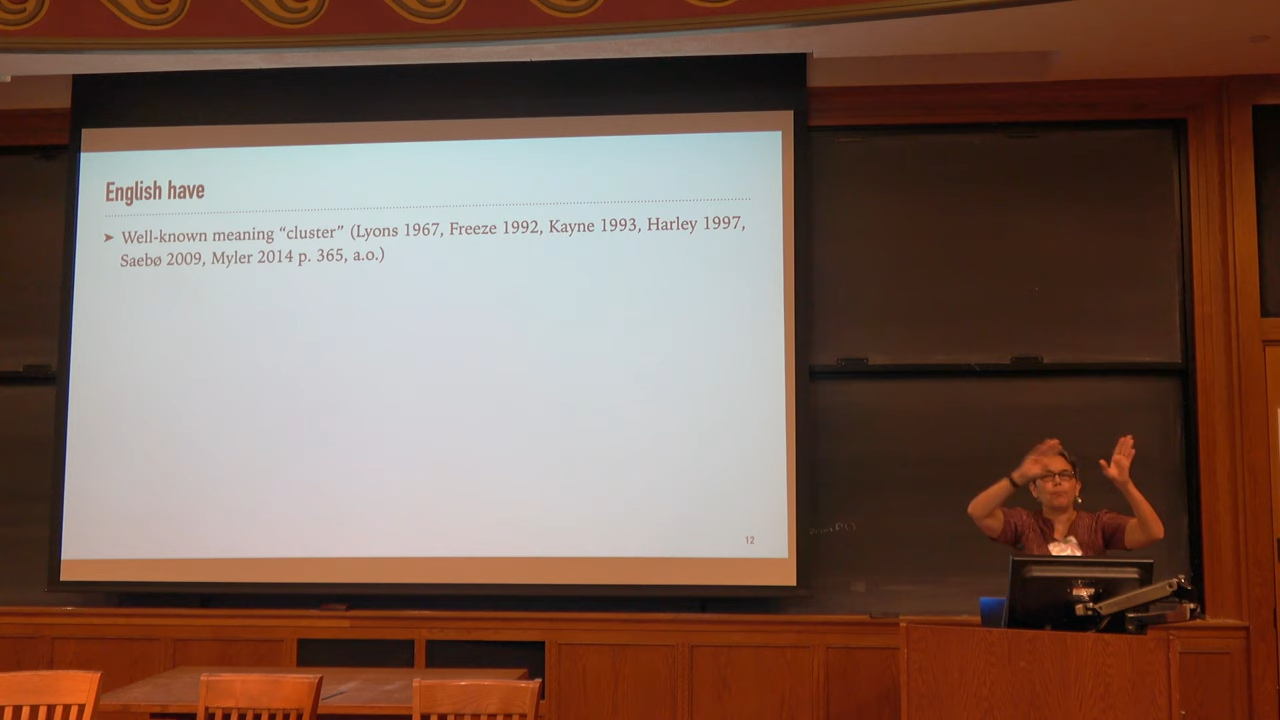 English have
➤ Well-known meaning “cluster” (Lyons 1967, Freeze 1992, Kayne 1993, Harley 1997,
Saebø 2009, Myler 2014 p. 365, a.o.)
12